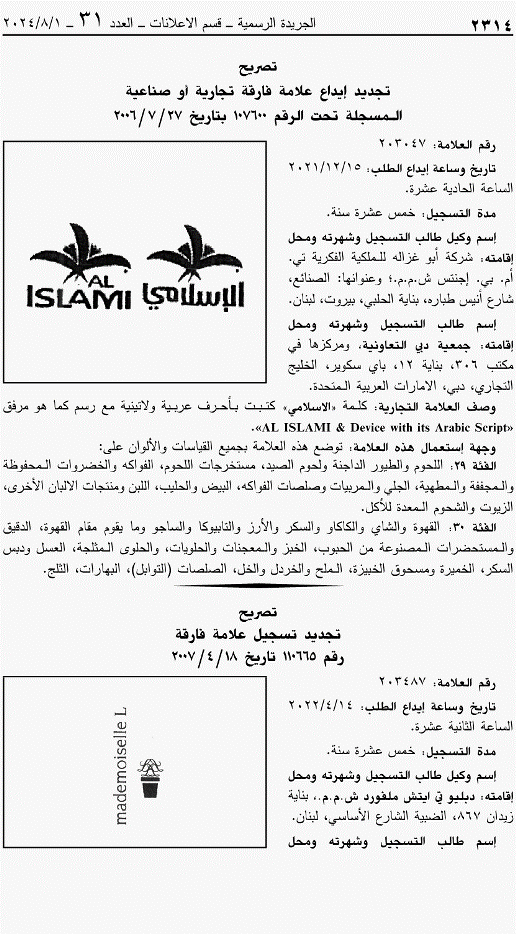 ٢٣١٤
الجريدة الرسمية ــ قسم الاعلانات ــ العدد ٣١ ــ ٢٠٢٤/٨/١
تصريح
تجديد إيداع علامة فارقة تجارية أو صناعية
المسجلة تحت الرقم ١٠٧٦٠٠ بتاريخ ٢٠٠٦/٧/٢٧
رقم العلامة: ٢٠٣٠٤٧
تاريخ وساعة إيداع الطلب: ٢٠٢١/١٢/١٥
الساعة الحادية عشرة.
مدة التسجيل: خمس عشرة سنة.
إسم وكيل طالب التسجيل وشهرته ومحل
إقامته: شركة أبو غزاله للملكية الفكرية تي.
أم. بي. إجنتس ش.م.م.؛ وعنوانها: الصنائع،
شارع أنيس طباره، بناية الحلبي، بيروت، لبنان.
إسم طالب التسجيل وشهرته ومحل
إقامته: جمعية دبي التعاونية، ومركزها في
مكتب ٣٠٦، بناية ١٢، باي سكوير، الخليج
التجاري، دبي، الامارات العربية المتحدة.
AL
ISLAMI
الإسلامي
وصف العلامة التجارية: كلمة «الاسلامي» كتبت بأحرف عربية ولاتينية مع رسم كما هو مرفق
«AL ISLAMI & Device with its Arabic Script».
وجهة إستعمال هذه العلامة: توضع هذه العلامة بجميع القياسات والألوان على:
الفئة ٢٩: اللحوم والطيور الداجنة ولحوم الصيد، مستخرجات اللحوم، الفواكه والخضروات المحفوظة
والمجففة والمطهية، الجلي والمربيات وصلصات الفواكه، البيض والحليب، اللبن ومنتجات الالبان الأخرى،
الزيوت والشحوم المعدة للأكل.
الفئة ٣٠: القهوة والشاي والكاكاو والسكر والأرز والتابيوكا والساجو وما يقوم مقام القهوة، الدقيق
والمستحضرات المصنوعة من الحبوب، الخبز والمعجنات والحلويات، والحلوى المثلجة، العسل ودبس
السكر، الخميرة ومسحوق الخبيزة، الملح والخردل والخل، الصلصات (التوابل)، البهارات، الثلج.
تصريح
تجديد تسجيل علامة فارقة
رقم ١١٠٦٦٥ تاريخ ٢٠٠٧/٤/١٨
رقم العلامة: ٢٠٣٤٨٧
تاريخ وساعة إيداع الطلب: ٢٠٢٢/٤/١٤
الساعة الثانية عشرة.
مدة التسجيل: خمس عشرة سنة.
إسم وكيل طالب التسجيل وشهرته ومحل
إقامته: دبليو تي ايتش ملفورد ش.م.م.، بناية
زيدان ٨٦٧، الضبية الشارع الأساسي، لبنان.
إسم طالب التسجيل وشهرته ومحل
mademoiselle L